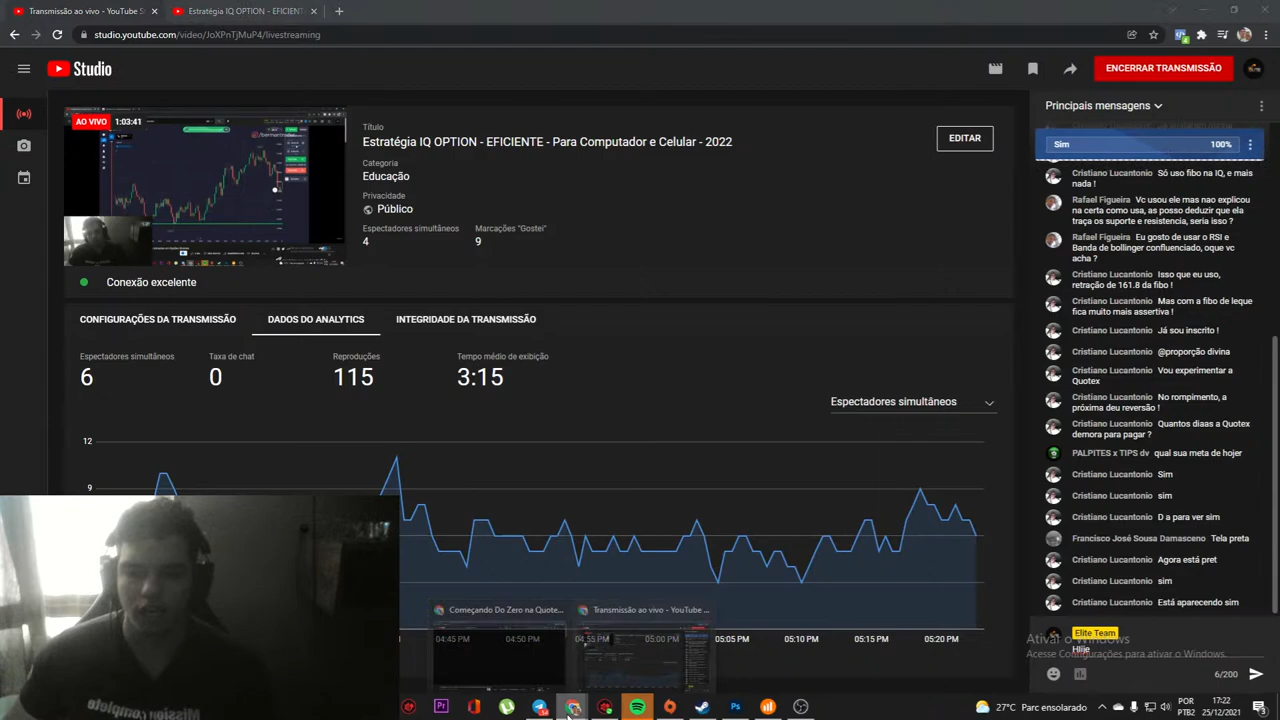 Transmissão ao vivo - YouTube S
Estratégia IQ OPTION - EFICIENTE
studio.youtube.com/video/JoXPnTjMuP4/livestreaming
Studio
ENCERRAR TRANSMISSÃO
AO VIVO
1:03:41
Título
Estratégia IQ OPTION - EFICIENTE - Para Computador e Celular - 2022
Categoria
Educação
Privacidade
Público
Espectadores simultâneos
Marcações "Gostei"
4
9
EDITAR
Conexão excelente
CONFIGURAÇÕES DA TRANSMISSÃO
DADOS DO ANALYTICS
INTEGRIDADE DA TRANSMISSÃO
Espectadores simultâneos
Taxa de chat
Reproduções
Tempo médio de exibição
6
0
115
3:15
Espectadores simultâneos
12
9
04:45 PM
04:50 PM
04:55 PM
05:00 PM
05:05 PM
05:10 PM
05:15 PM
05:20 PM
Começando Do Zero na Quote...
Transmissão ao vivo - YouTube ...
Principais mensagens
Sim
100%
Cristiano Lucantonio Só uso fibo na IQ, e mais
nada !
Rafael Figueira Vc usou ele mas nao explicou
na certa como usa, as posso deduzir que ela
traça os suporte e resistencia, seria isso ?
Rafael Figueira Eu gosto de usar o RSI e
Banda de bollinger confluenciado, oque vc
acha ?
Cristiano Lucantonio Isso que eu uso,
retração de 161.8 da fibo !
Cristiano Lucantonio Mas com a fibo de leque
fica muito mais assertiva !
Cristiano Lucantonio Já sou inscrito !
Cristiano Lucantonio @proporção divina
Cristiano Lucantonio Vou experimentar a
Quotex
Cristiano Lucantonio No rompimento, a
próxima deu reversão !
Cristiano Lucantonio Quantos diaas a Quotex
demora para pagar ?
PALPITES x TIPS dv qual sua meta de hojer
Cristiano Lucantonio Sim
Cristiano Lucantonio sim
Cristiano Lucantonio D a para ver sim
Francisco José Sousa Damasceno Tela preta
Cristiano Lucantonio Agora está pret
Cristiano Lucantonio sim
Cristiano Lucantonio Está aparecendo sim
Elite Team
Hlije
6/200
Ativar o Windows
Acesse Configurações para ativar o Windows.
27°C Parc ensolarado
POR
PTB2
17:22
25/12/2021